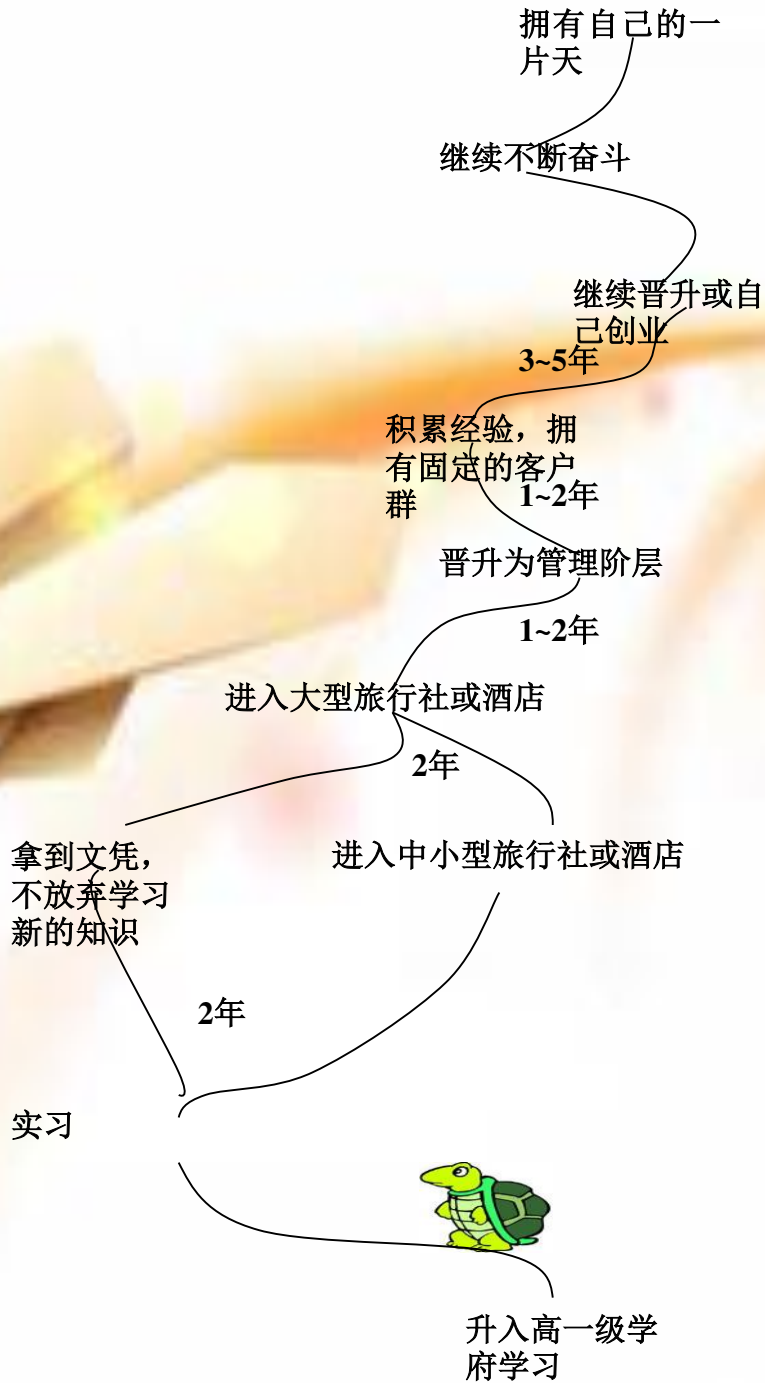 拥有自己的一
片天
继续不断奋斗
继续晋升或自
己创业
3~5年
积累经验，拥
有固定的客户
群
1~2年
晋升为管理阶层
1~2年
进入大型旅行社或酒店
2年
拿到文凭，
不放弃学习
新的知识
进入中小型旅行社或酒店
2年
实习
升入高一级学
府学习